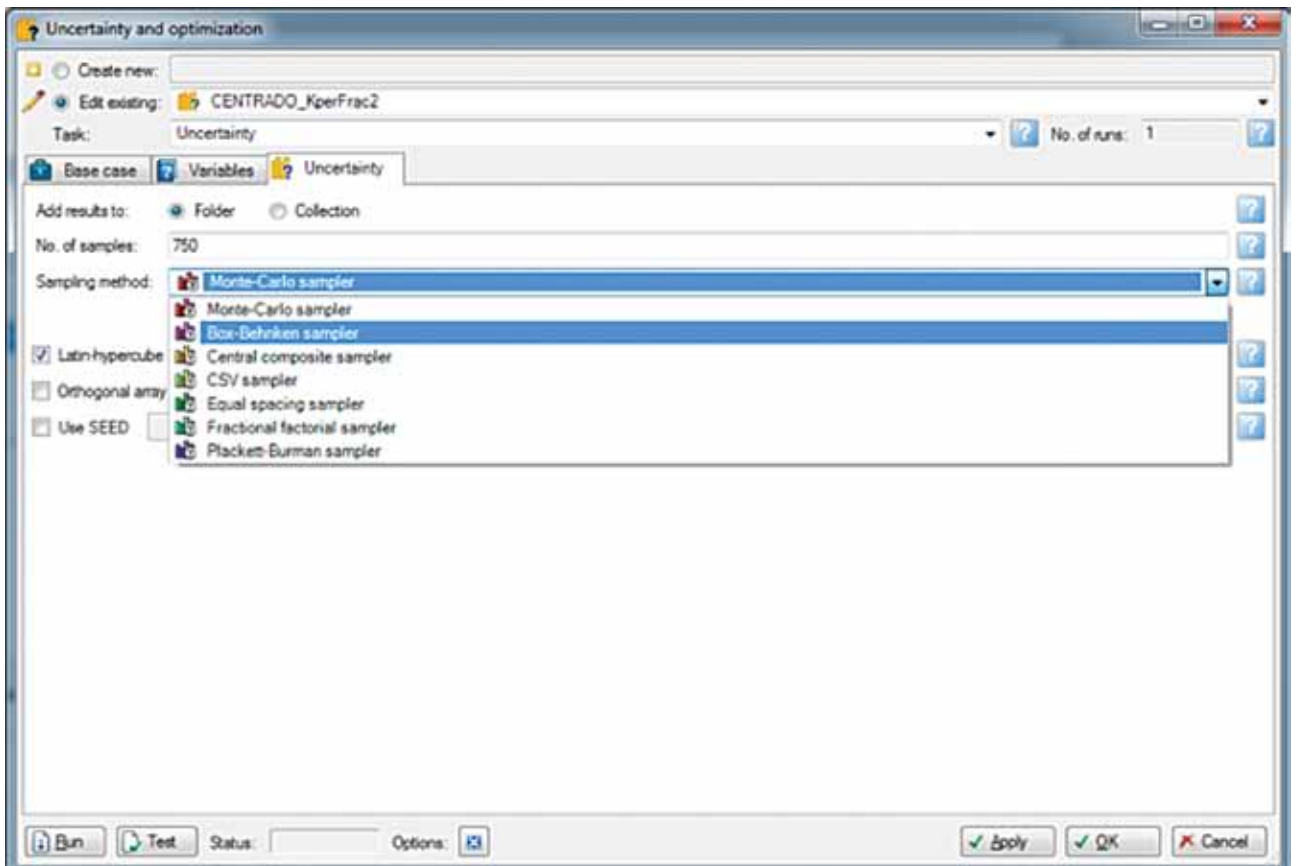 Uncertainty and optimization
Create new:
Edit existing: CENTRADO_KperFrac2
Task: Uncertainty No. of runs: 1
Base case Variables Uncertainty
Add results to: Folder Collection
No. of samples: 750
Sampling method: Monte-Carlo sampler
Monte-Carlo sampler
Box-Behnken sampler
Latin-hypercube Central composite sampler
CSV sampler
Orthogonal array Equal spacing sampler
Use SEED Fractional factorial sampler
Plackett-Burman sampler
Run Test Status: Options: Apply OK Cancel